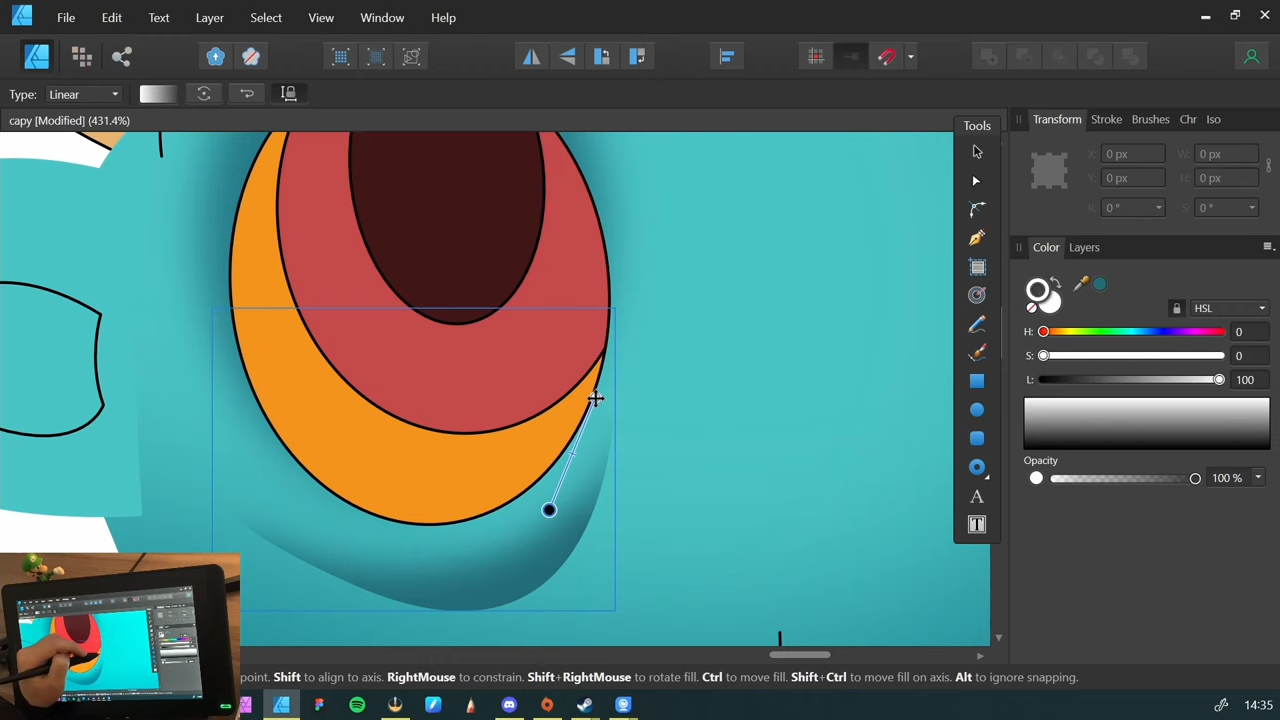 File Edit Text Layer Select View Window Help
Type: Linear
capy [Modified] (431.4%)
Tools
Transform Stroke Brushes Chr Iso
X: 0 px W: 0 px
Y: 0 px H: 0 px
R: 0 ° S: 0 °
Color Layers
HSL
H: 0
S: 0
L: 100
Opacity
100 %
A
T
point. Shift to align to axis. RightMouse to constrain. Shift+RightMouse to rotate fill. Ctrl to move fill. Shift+Ctrl to move fill on axis. Alt to ignore snapping.
14:35